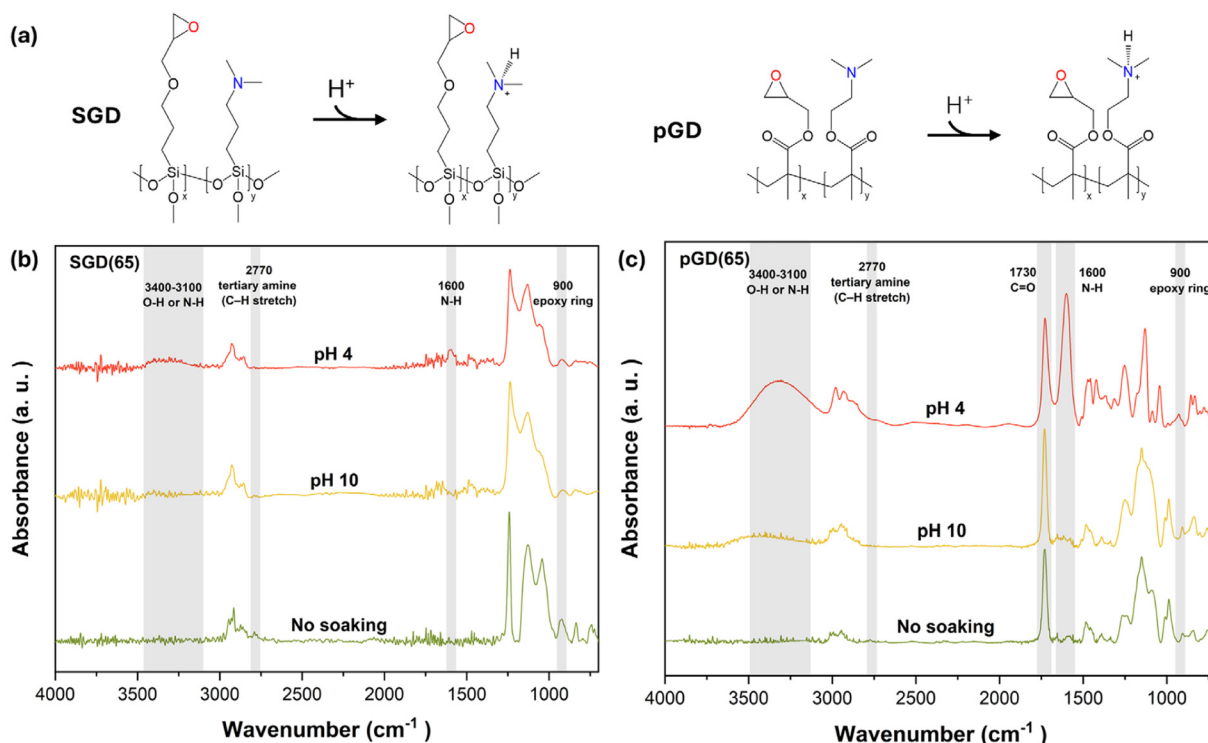 (a)
SGD
H⁺
pGD
H⁺
O
O
N
Si
Si
O
O
O
O
O
x
y
O
O
H
N
+
Si
Si
O
O
O
O
O
x
y
O
N
O
O
O
O
x
y
O
H
N
+
O
O
O
O
x
y
(b)
SGD(65)
3400-3100
O-H or N-H
2770
tertiary amine
(C–H stretch)
1600
N-H
900
epoxy ring
pH 4
pH 10
No soaking
Absorbance (a. u.)
4000 3500 3000 2500 2000 1500 1000
Wavenumber (cm⁻¹)
(c)
pGD(65)
3400-3100
O-H or N-H
2770
tertiary amine
(C–H stretch)
1730
C=O
1600
N-H
900
epoxy ring
pH 4
pH 10
No soaking
Absorbance (a. u.)
4000 3500 3000 2500 2000 1500 1000
Wavenumber (cm⁻¹)